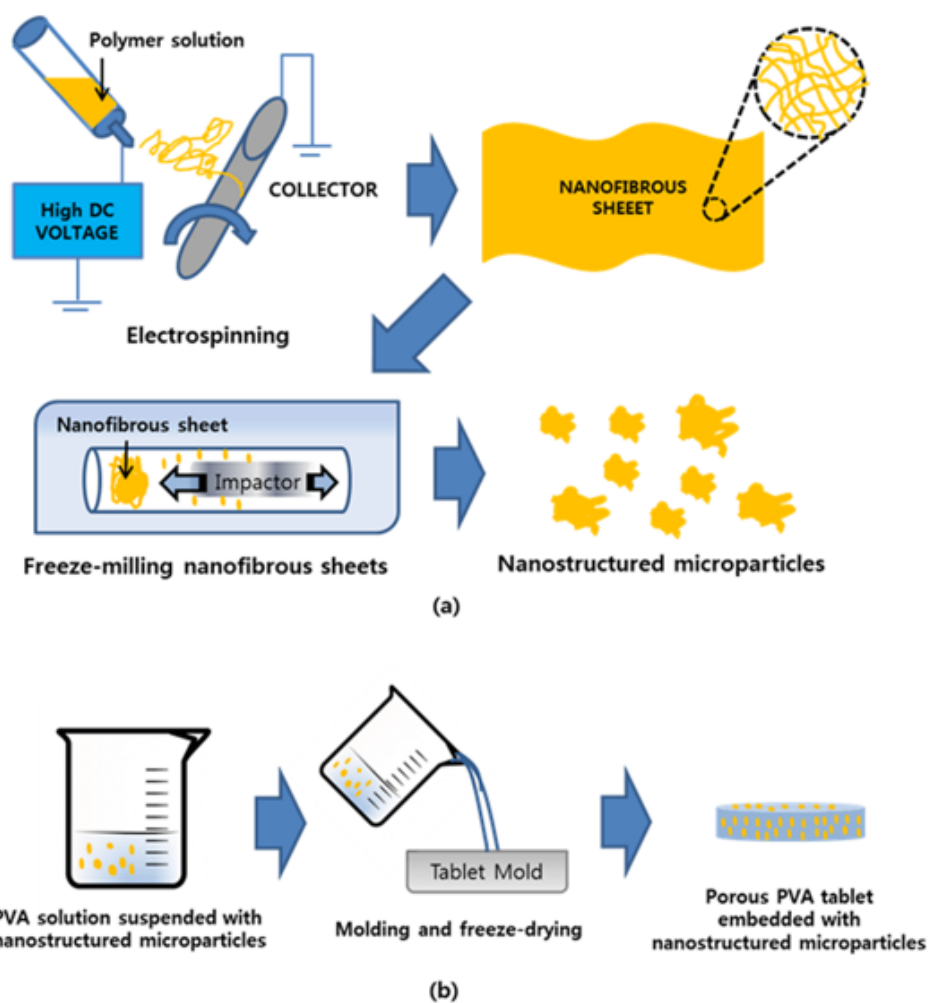 Polymer solution
COLLECTOR
High DC
VOLTAGE
NANOFIBROUS
SHEEET
Electrospinning
Nanofibrous sheet
Impactor
Freeze-milling nanofibrous sheets
Nanostructured microparticles
(a)
Tablet Mold
PVA solution suspended with
nanostructured microparticles
Molding and freeze-drying
Porous PVA tablet
embedded with
nanostructured microparticles
(b)